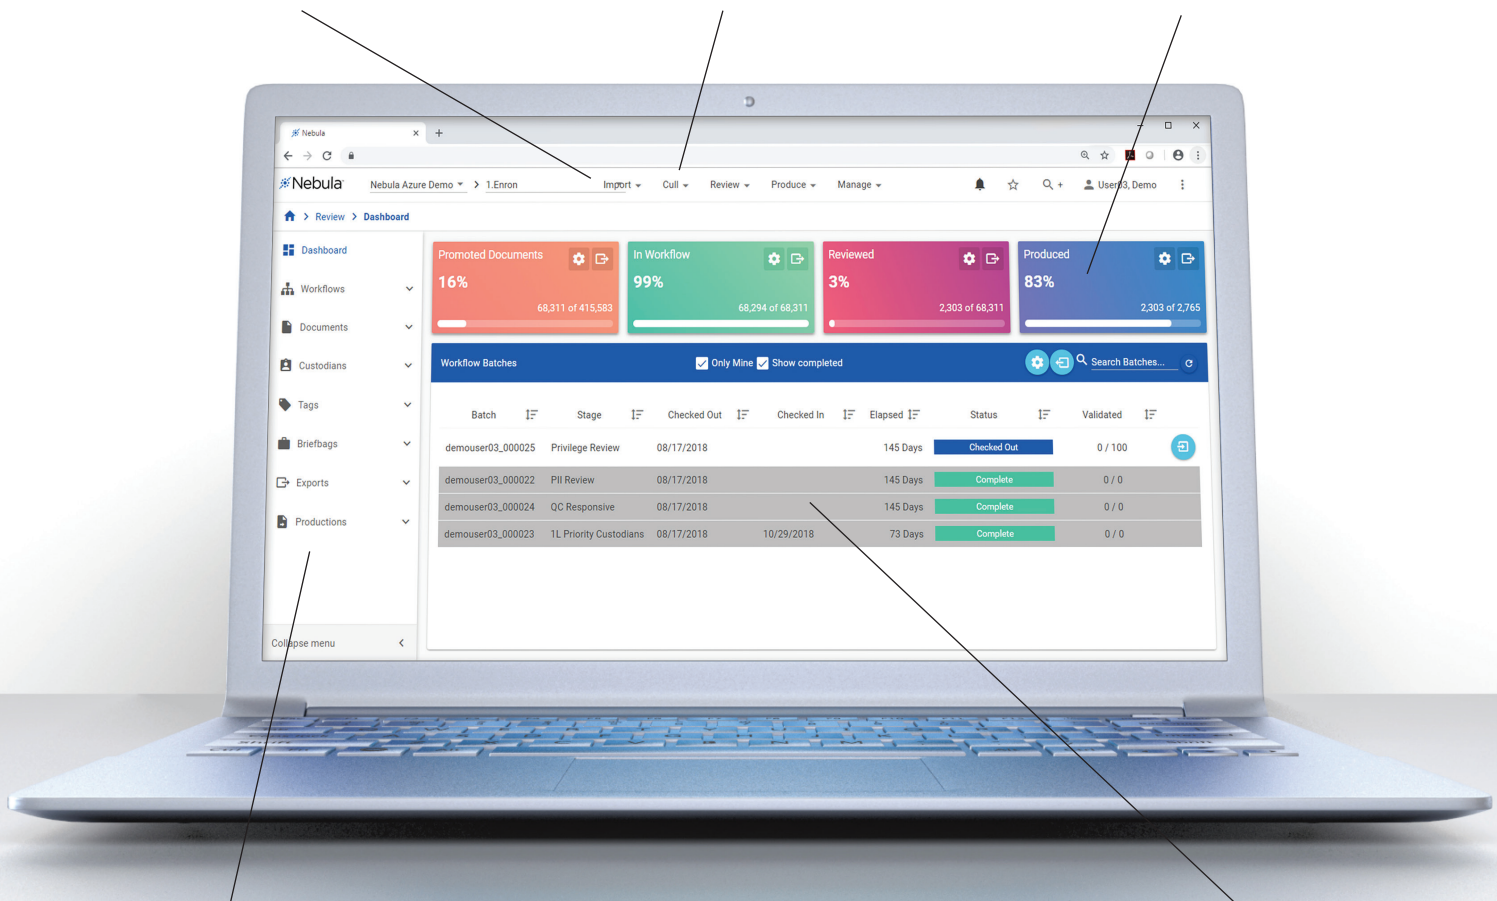 Nebula
Nebula Nebula Azure Demo > 1.Enron Import Cull Review Produce Manage User03, Demo
> Review > Dashboard
Dashboard
Workflows
Documents
Custodians
Tags
Briefbags
Exports
Productions
Collapse menu
Promoted Documents
16%
68,311 of 415,583
In Workflow
99%
68,294 of 68,311
Reviewed
3%
2,303 of 68,311
Produced
83%
2,303 of 2,765
Workflow Batches Only Mine Show completed Search Batches...
Batch Stage Checked Out Checked In Elapsed Status Validated
demouser03_000025 Privilege Review 08/17/2018 145 Days Checked Out 0 / 100
demouser03_000022 PII Review 08/17/2018 145 Days Complete 0 / 0
demouser03_000024 QC Responsive 08/17/2018 145 Days Complete 0 / 0
demouser03_000023 1L Priority Custodians 08/17/2018 10/29/2018 73 Days Complete 0 / 0